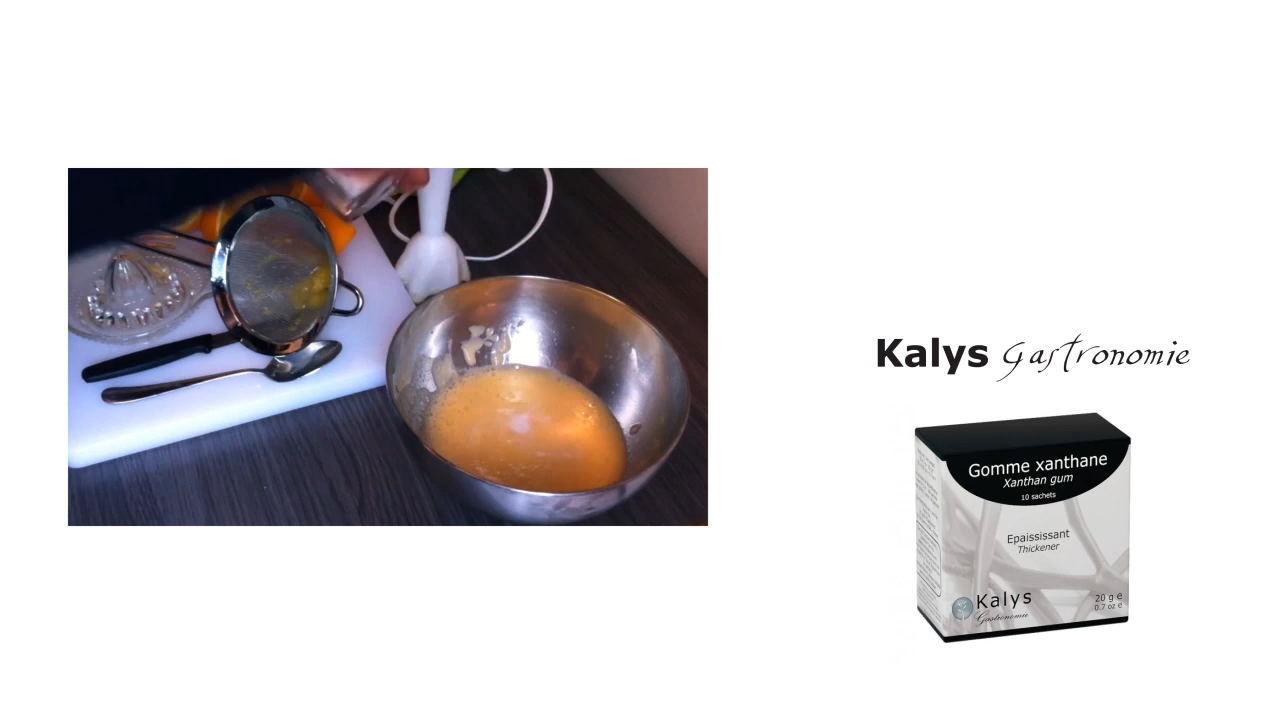 Kalys Gastronomie
Gomme xanthane
Xanthan gum
10 sachets
Epaississant
Thickener
Kalys
Gastronomie
20 g e
0.7 oz e